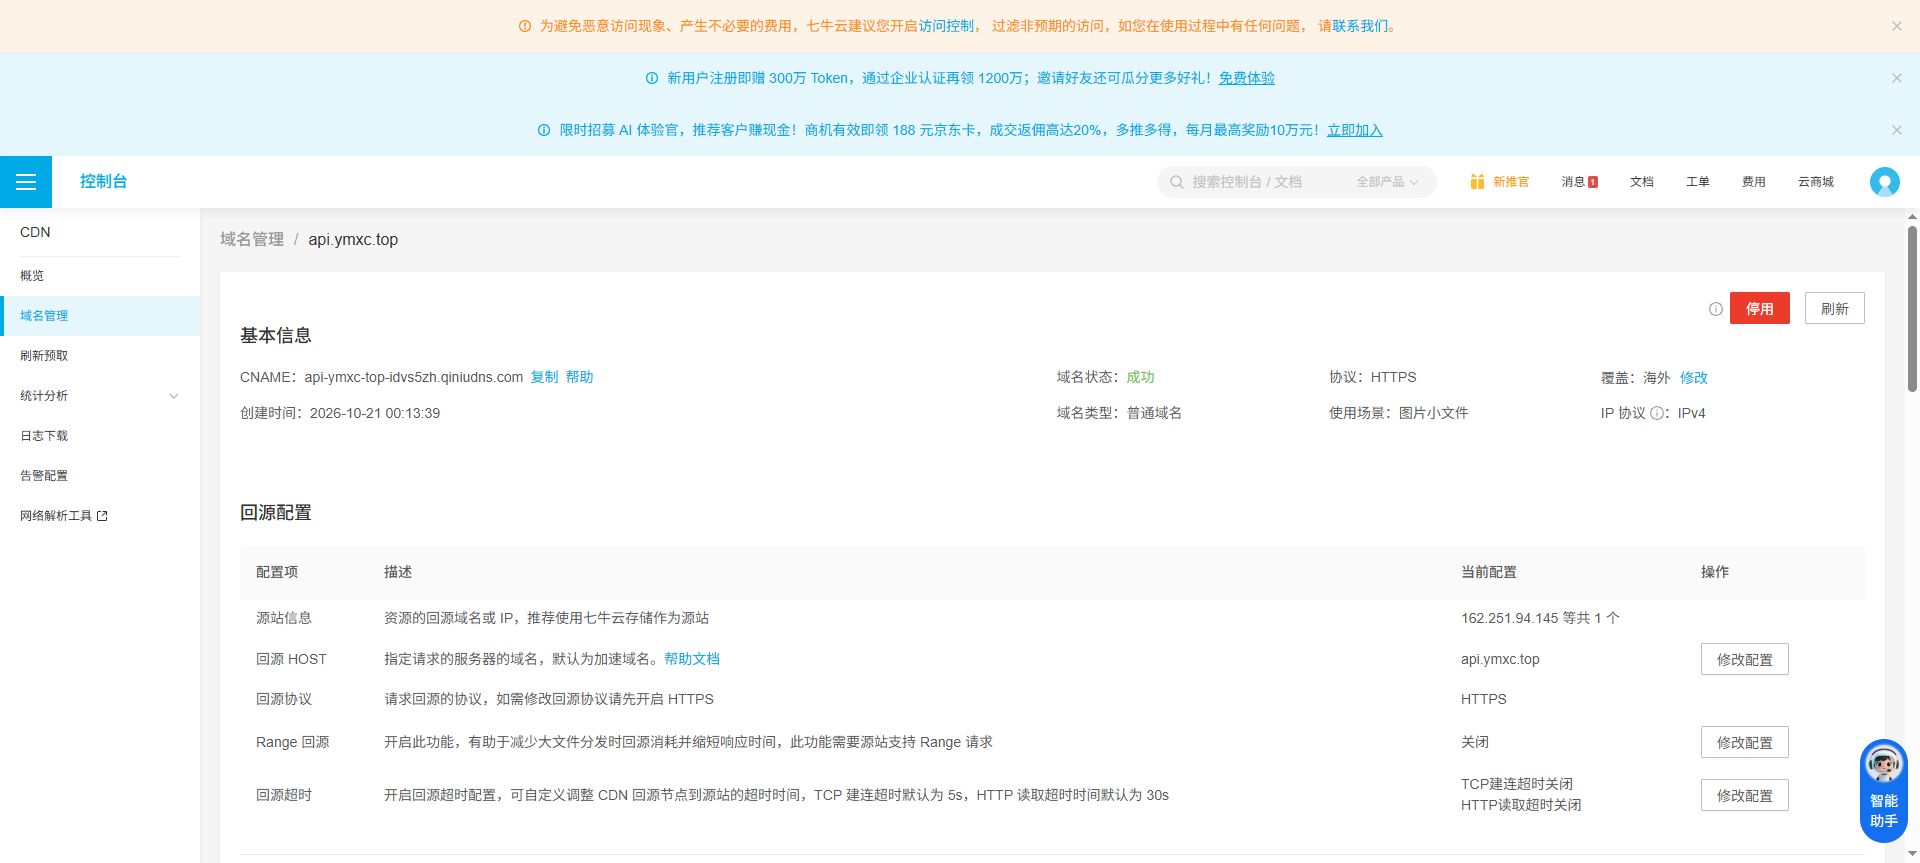 为避免恶意访问现象、产生不必要的费用，七牛云建议您开启访问控制， 过滤非预期的访问，如您在使用过程中有任何问题， 请联系我们。
新用户注册即赠 300万 Token，通过企业认证再领 1200万；邀请好友还可瓜分更多好礼！免费体验
限时招募 AI 体验官，推荐客户赚现金！商机有效即领 188 元京东卡，成交返佣高达20%，多推多得，每月最高奖励10万元！立即加入
控制台
搜索控制台 / 文档 全部产品
新推官
消息 1
文档
工单
费用
云商城
CDN
概览
域名管理
刷新预取
统计分析
日志下载
告警配置
网络解析工具
域名管理 / api.ymxc.top
停用
刷新
基本信息
CNAME：api-ymxc-top-idvs5zh.qiniudns.com 复制 帮助
域名状态：成功
协议：HTTPS
覆盖：海外 修改
创建时间：2026-10-21 00:13:39
域名类型：普通域名
使用场景：图片小文件
IP 协议 ：IPv4
回源配置
配置项 描述 当前配置 操作
源站信息 资源的回源域名或 IP，推荐使用七牛云存储作为源站 162.251.94.145 等共 1 个
回源 HOST 指定请求的服务器的域名，默认为加速域名。帮助文档 api.ymxc.top 修改配置
回源协议 请求回源的协议，如需修改回源协议请先开启 HTTPS HTTPS
Range 回源 开启此功能，有助于减少大文件分发时回源消耗并缩短响应时间，此功能需要源站支持 Range 请求 关闭 修改配置
回源超时 开启回源超时配置，可自定义调整 CDN 回源节点到源站的超时时间，TCP 建连超时默认为 5s，HTTP 读取超时时间默认为 30s TCP建连超时关闭
HTTP读取超时关闭 修改配置
智能
助手